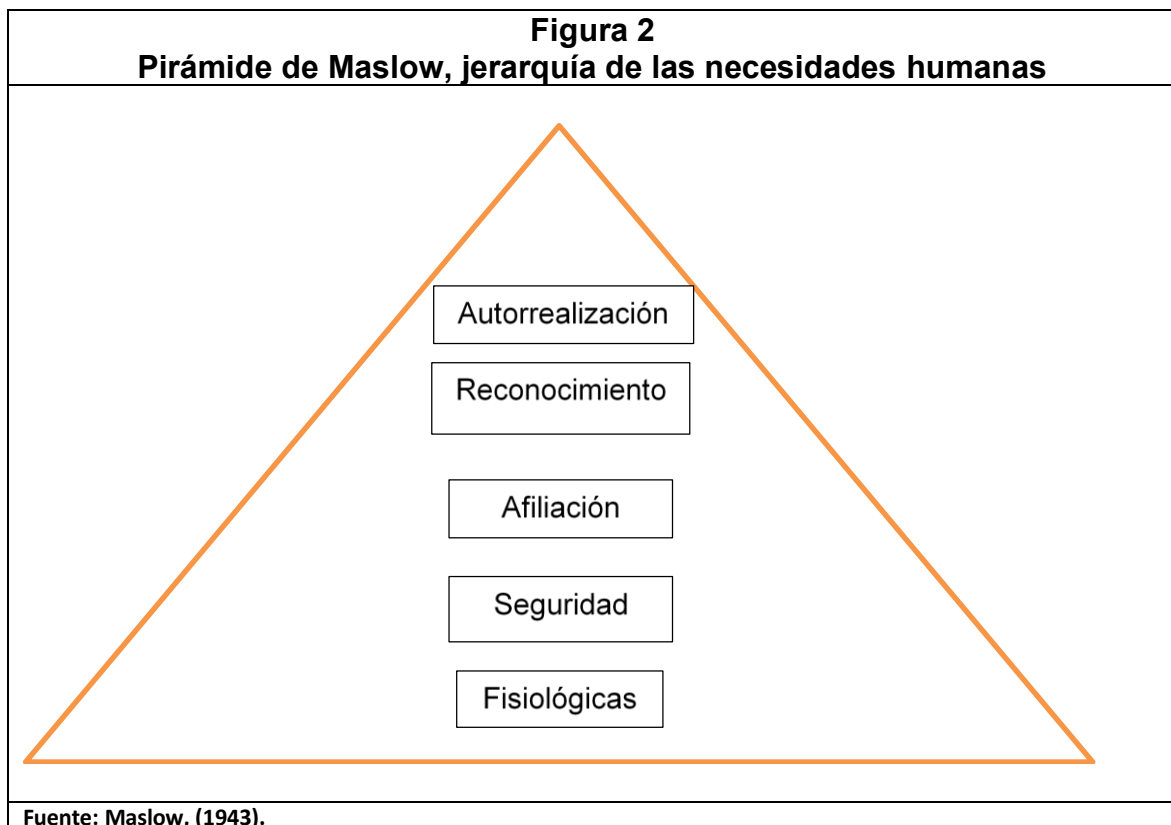 Figura 2
Pirámide de Maslow, jerarquía de las necesidades humanas
Autorrealización
Reconocimiento
Afiliación
Seguridad
Fisiológicas
Fuente: Maslow. (1943).